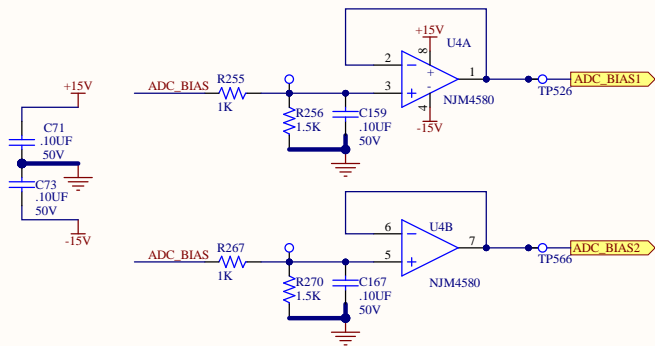 +15V
U4A
8
2
ADC_BIAS
R255
1K
3
+
-
1
ADC_BIAS1
TP526
NJM4580
4
-15V
R256
1.5K
C159
.10UF
50V
+15V
C71
.10UF
50V
C73
.10UF
50V
-15V
6
U4B
ADC_BIAS
R267
1K
5
7
ADC_BIAS2
TP566
NJM4580
R270
1.5K
C167
.10UF
50V